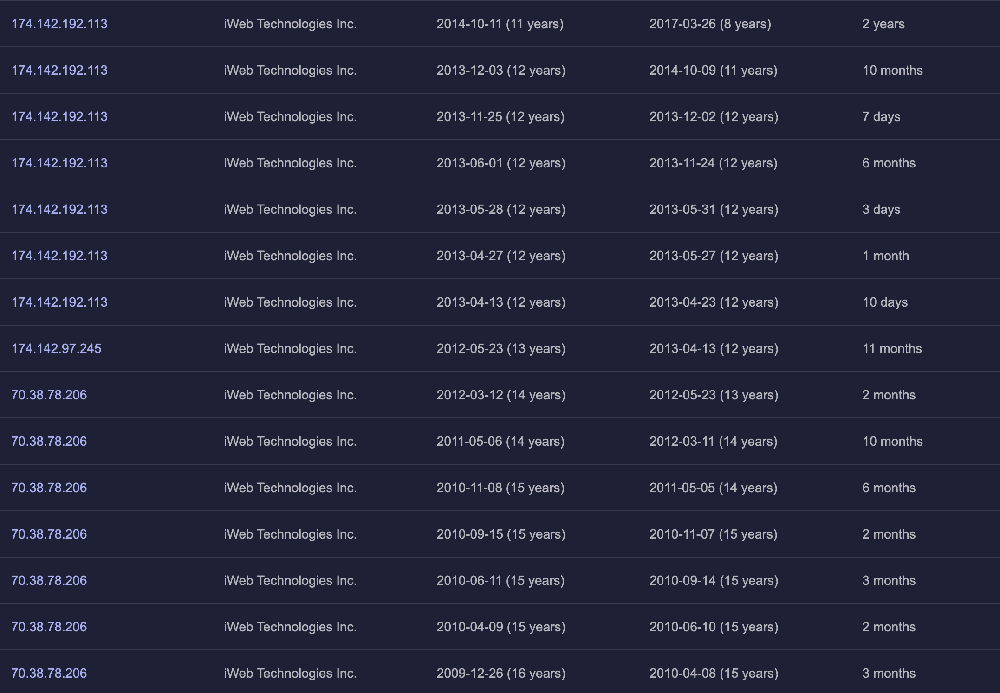 174.142.192.113 iWeb Technologies Inc. 2014-10-11 (11 years) 2017-03-26 (8 years) 2 years
174.142.192.113 iWeb Technologies Inc. 2013-12-03 (12 years) 2014-10-09 (11 years) 10 months
174.142.192.113 iWeb Technologies Inc. 2013-11-25 (12 years) 2013-12-02 (12 years) 7 days
174.142.192.113 iWeb Technologies Inc. 2013-06-01 (12 years) 2013-11-24 (12 years) 6 months
174.142.192.113 iWeb Technologies Inc. 2013-05-28 (12 years) 2013-05-31 (12 years) 3 days
174.142.192.113 iWeb Technologies Inc. 2013-04-27 (12 years) 2013-05-27 (12 years) 1 month
174.142.192.113 iWeb Technologies Inc. 2013-04-13 (12 years) 2013-04-23 (12 years) 10 days
174.142.97.245 iWeb Technologies Inc. 2012-05-23 (13 years) 2013-04-13 (12 years) 11 months
70.38.78.206 iWeb Technologies Inc. 2012-03-12 (14 years) 2012-05-23 (13 years) 2 months
70.38.78.206 iWeb Technologies Inc. 2011-05-06 (14 years) 2012-03-11 (14 years) 10 months
70.38.78.206 iWeb Technologies Inc. 2010-11-08 (15 years) 2011-05-05 (14 years) 6 months
70.38.78.206 iWeb Technologies Inc. 2010-09-15 (15 years) 2010-11-07 (15 years) 2 months
70.38.78.206 iWeb Technologies Inc. 2010-06-11 (15 years) 2010-09-14 (15 years) 3 months
70.38.78.206 iWeb Technologies Inc. 2010-04-09 (15 years) 2010-06-10 (15 years) 2 months
70.38.78.206 iWeb Technologies Inc. 2009-12-26 (16 years) 2010-04-08 (15 years) 3 months